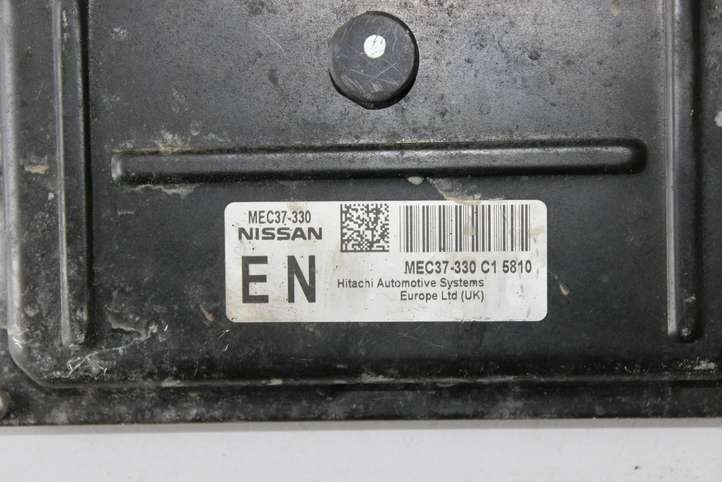 MEC37-330
NISSAN
EN
MEC37-330 C1 5810
Hitachi Automotive Systems
Europe Ltd (UK)